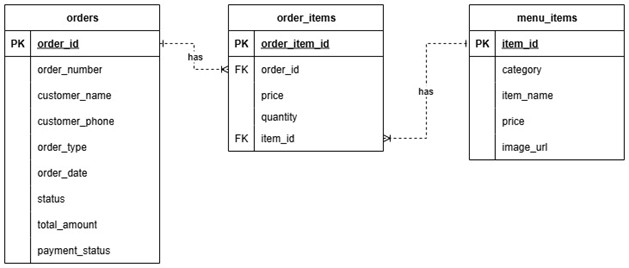 orders
PK order_id
order_number
customer_name
customer_phone
order_type
order_date
status
total_amount
payment_status
has
order_items
PK order_item_id
FK order_id
price
quantity
FK item_id
has
menu_items
PK item_id
category
item_name
price
image_url